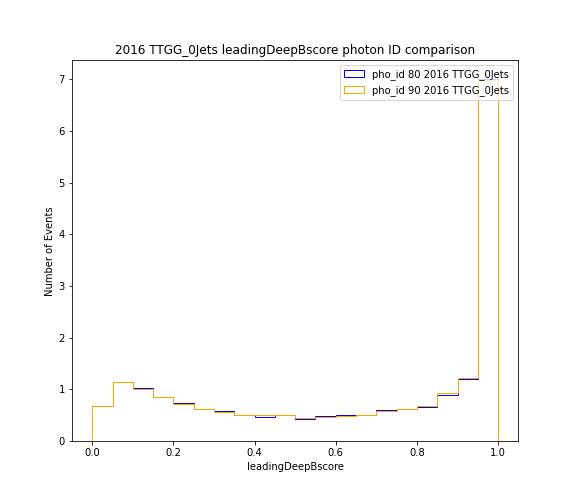 2016 TTGG_0Jets leadingDeepBscore photon ID comparison
pho_id 80 2016 TTGG_0Jets
pho_id 90 2016 TTGG_0Jets
Number of Events
7
6
5
4
3
2
1
0
0.0 0.2 0.4 0.6 0.8 1.0
leadingDeepBscore